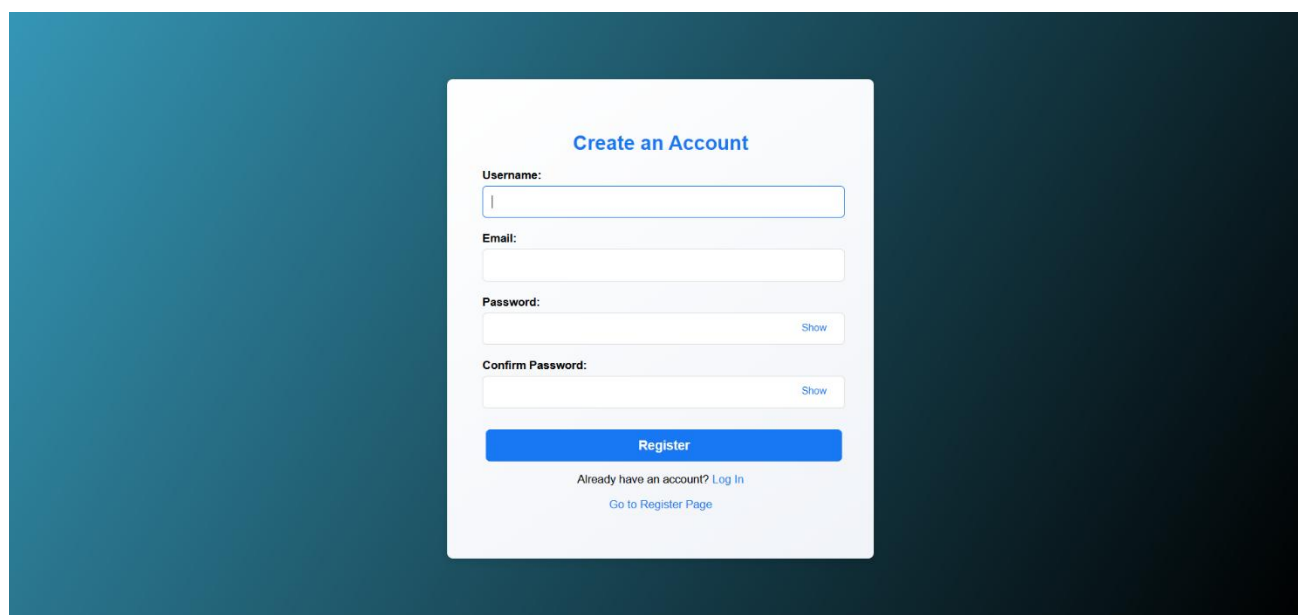 Create an Account
Username:
Email:
Password:
Show
Confirm Password:
Show
Register
Already have an account? Log In
Go to Register Page